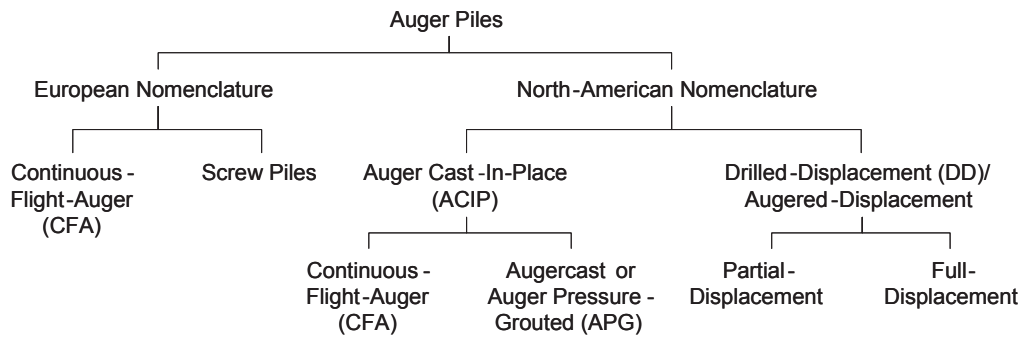 Auger Piles
European Nomenclature
North-American Nomenclature
Continuous-
Flight-Auger
(CFA)
Screw Piles
Auger Cast-In-Place
(ACIP)
Drilled-Displacement (DD)/
Augered-Displacement
Continuous-
Flight-Auger
(CFA)
Augercast or
Auger Pressure-
Grouted (APG)
Partial-
Displacement
Full-
Displacement